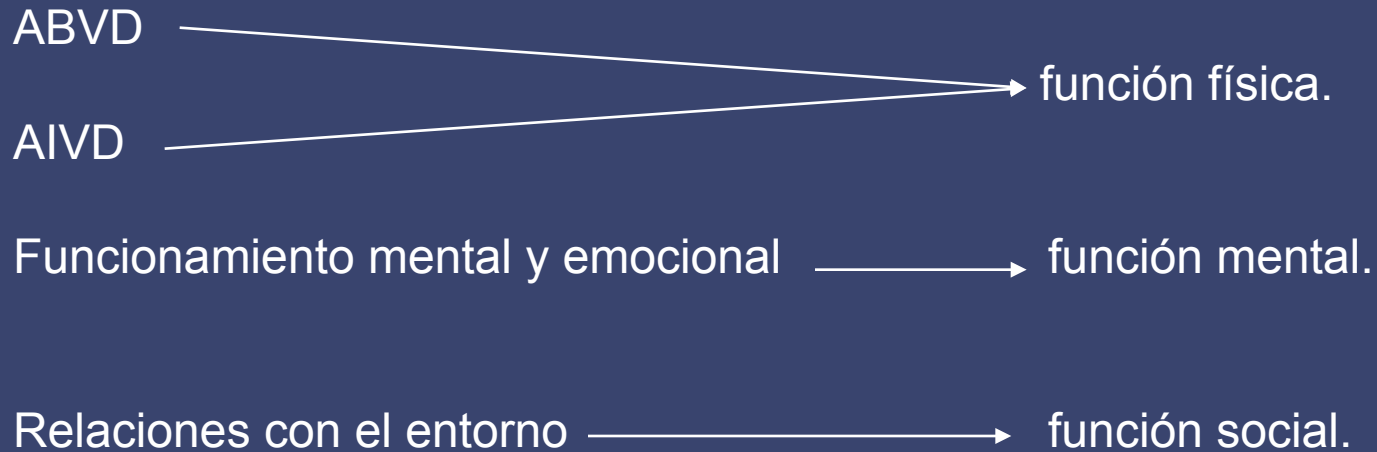 ABVD
función física.
AIVD
Funcionamiento mental y emocional función mental.
Relaciones con el entorno función social.